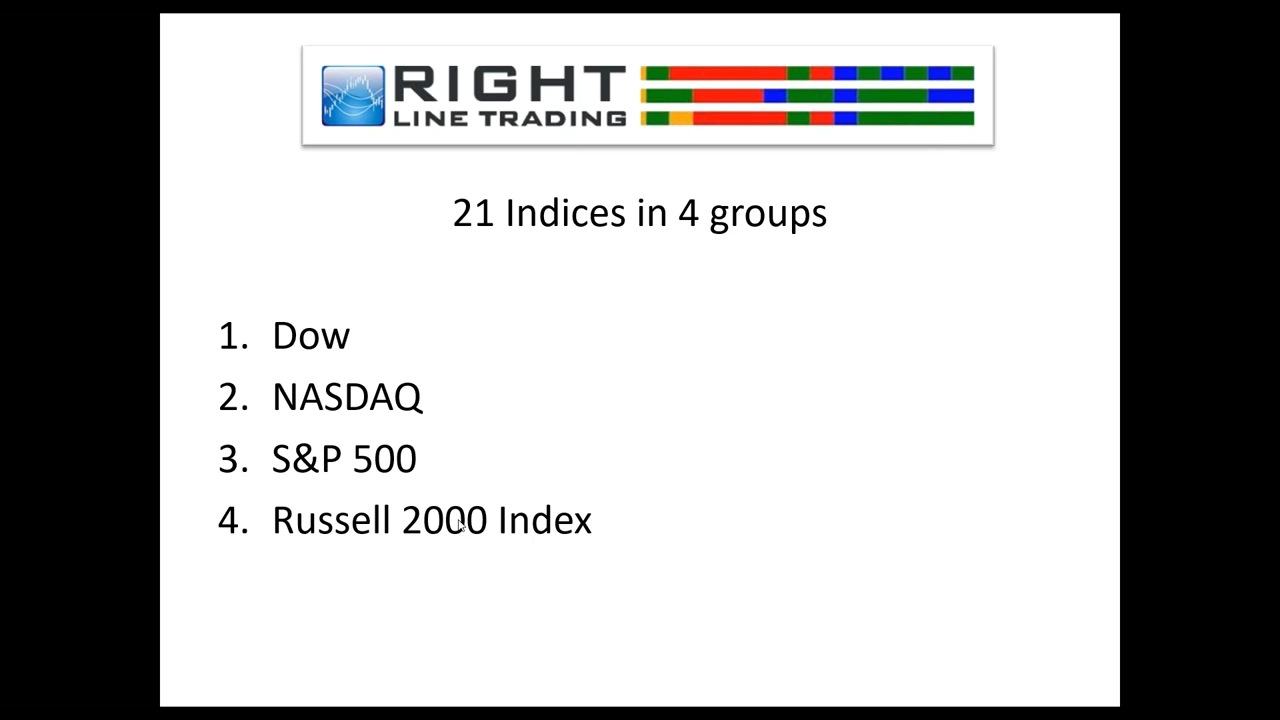 RIGHT
LINE TRADING
21 Indices in 4 groups
1. Dow
2. NASDAQ
3. S&P 500
4. Russell 2000 Index